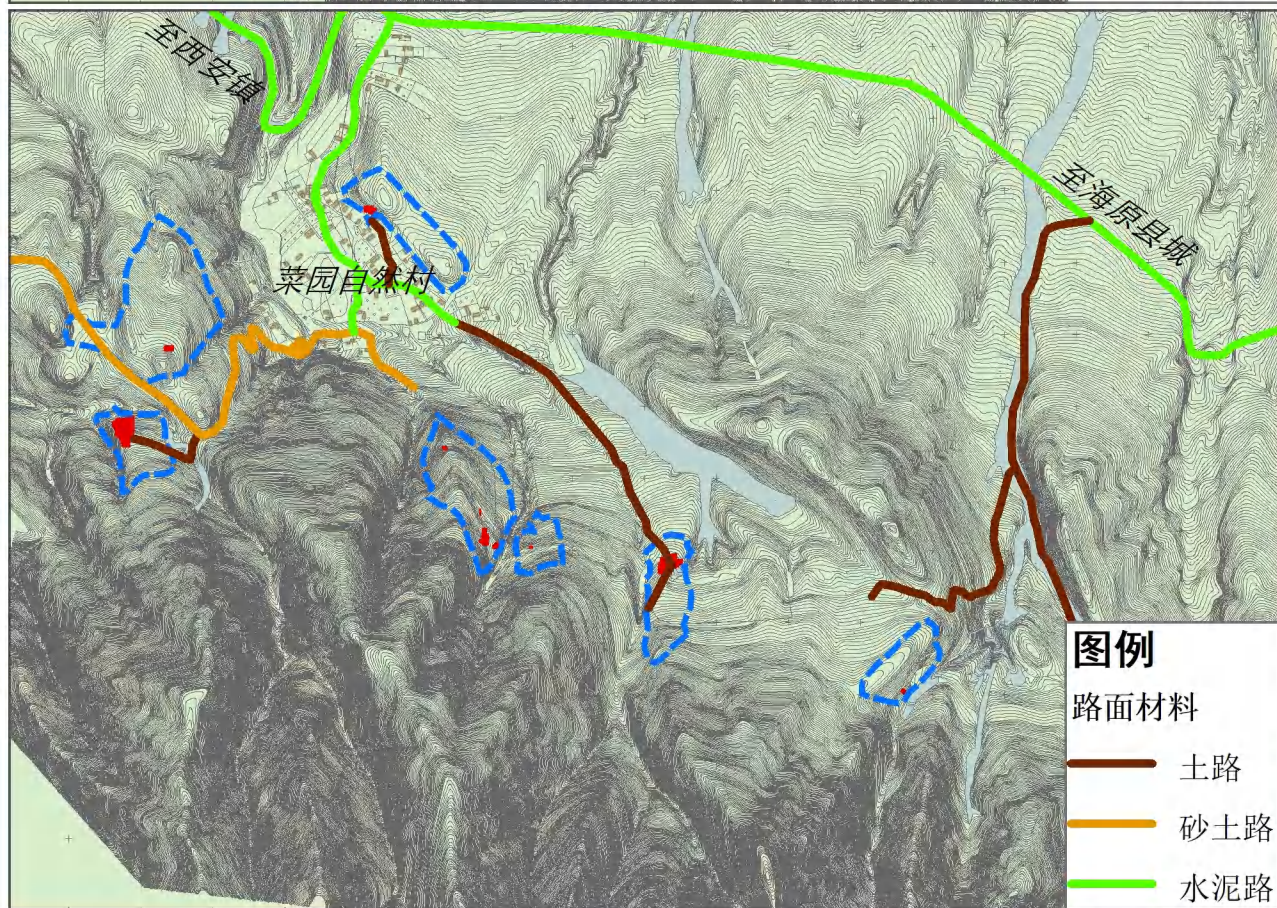 至西安镇
至海原县城
菜园自然村
图例
路面材料
土路
砂土路
水泥路